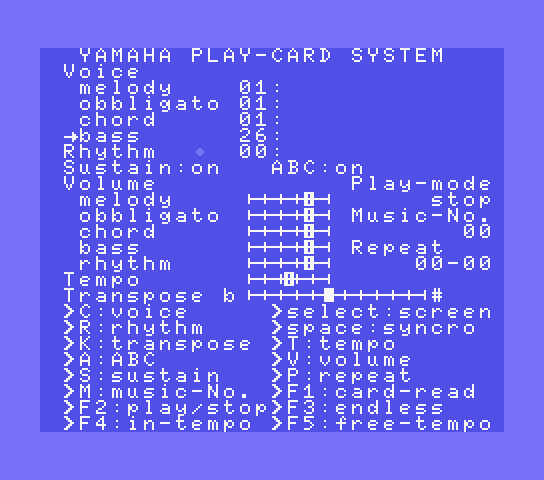 YAMAHA PLAY-CARD SYSTEM
Voice
melody 01:
obbligato 01:
chord 01:
→bass 26:
Rhythm 00:
Sustain:on ABC:on
Volume Play-mode
melody stop
obbligato Music-No.
chord 00
bass Repeat
rhythm 00-00
Tempo
Transpose b #
>C:voice >select:screen
>R:rhythm >space:syncro
>K:transpose >T:tempo
>A:ABC >V:volume
>S:sustain >P:repeat
>M:music-No. >F1:card-read
>F2:play/stop >F3:endless
>F4:in-tempo >F5:free-tempo